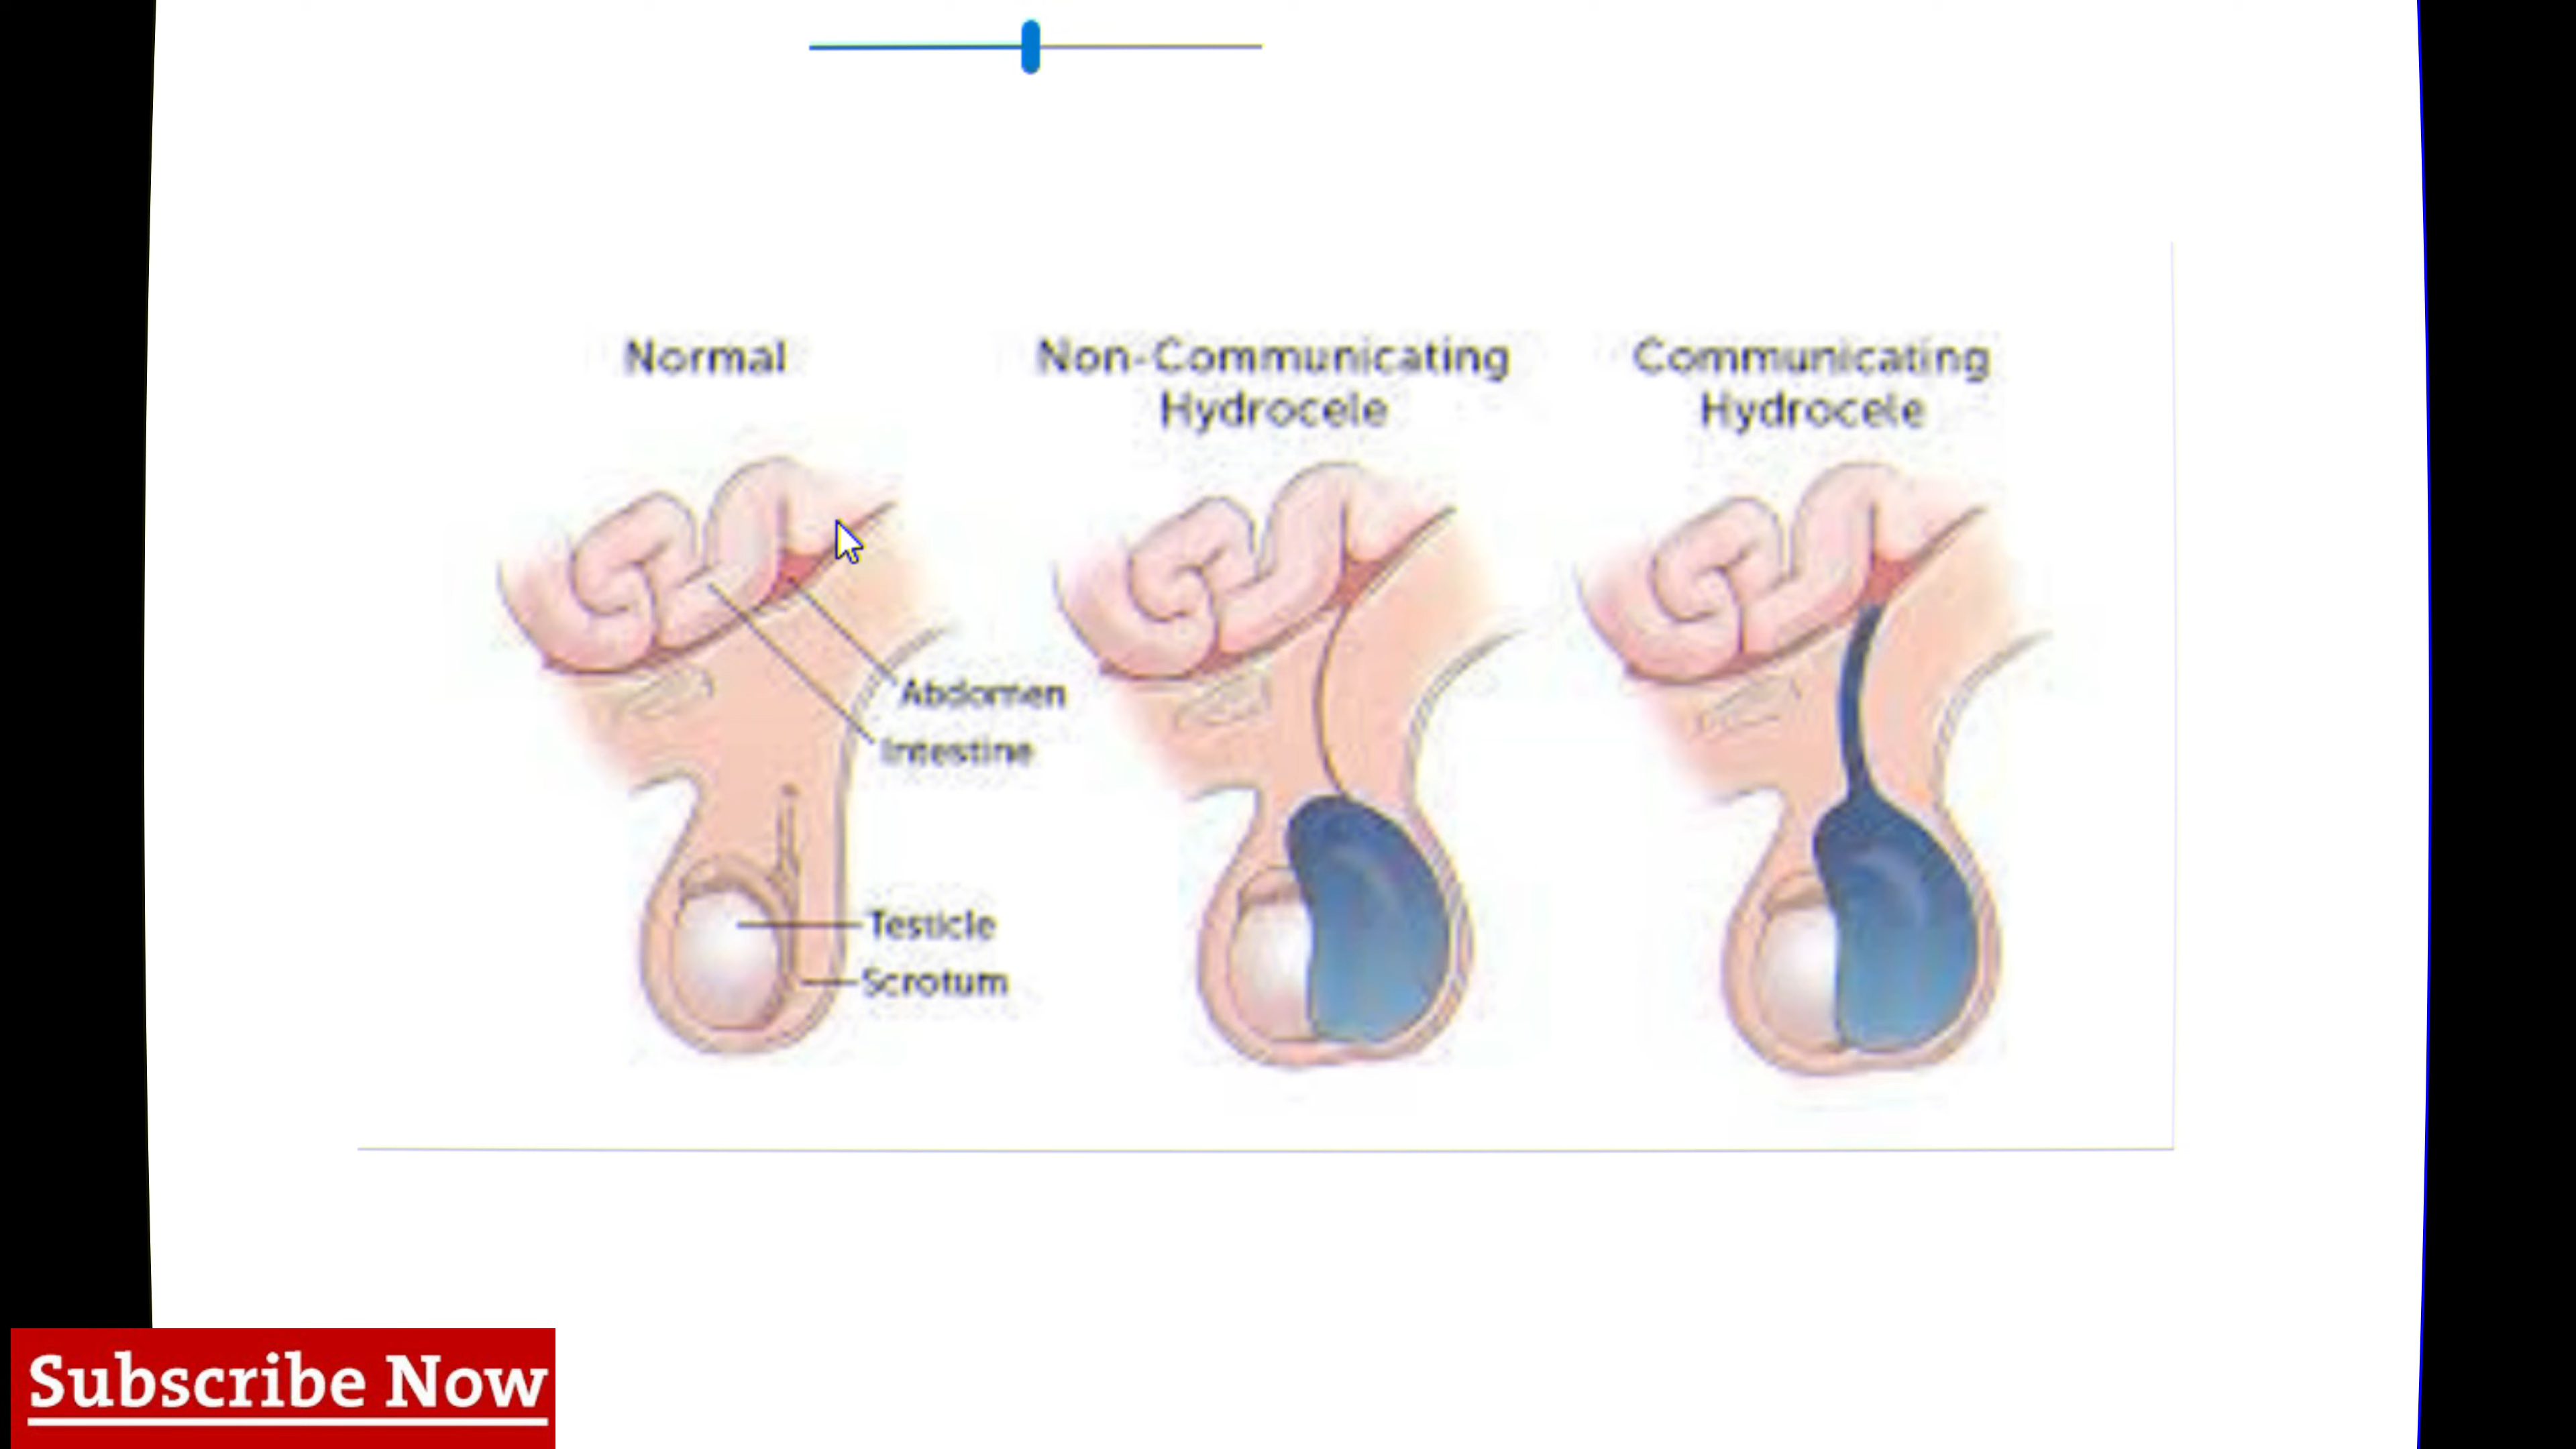 Normal
Non-Communicating
Hydrocele
Communicating
Hydrocele
Abdomen
Intestine
Testicle
Scrotum
Subscribe Now